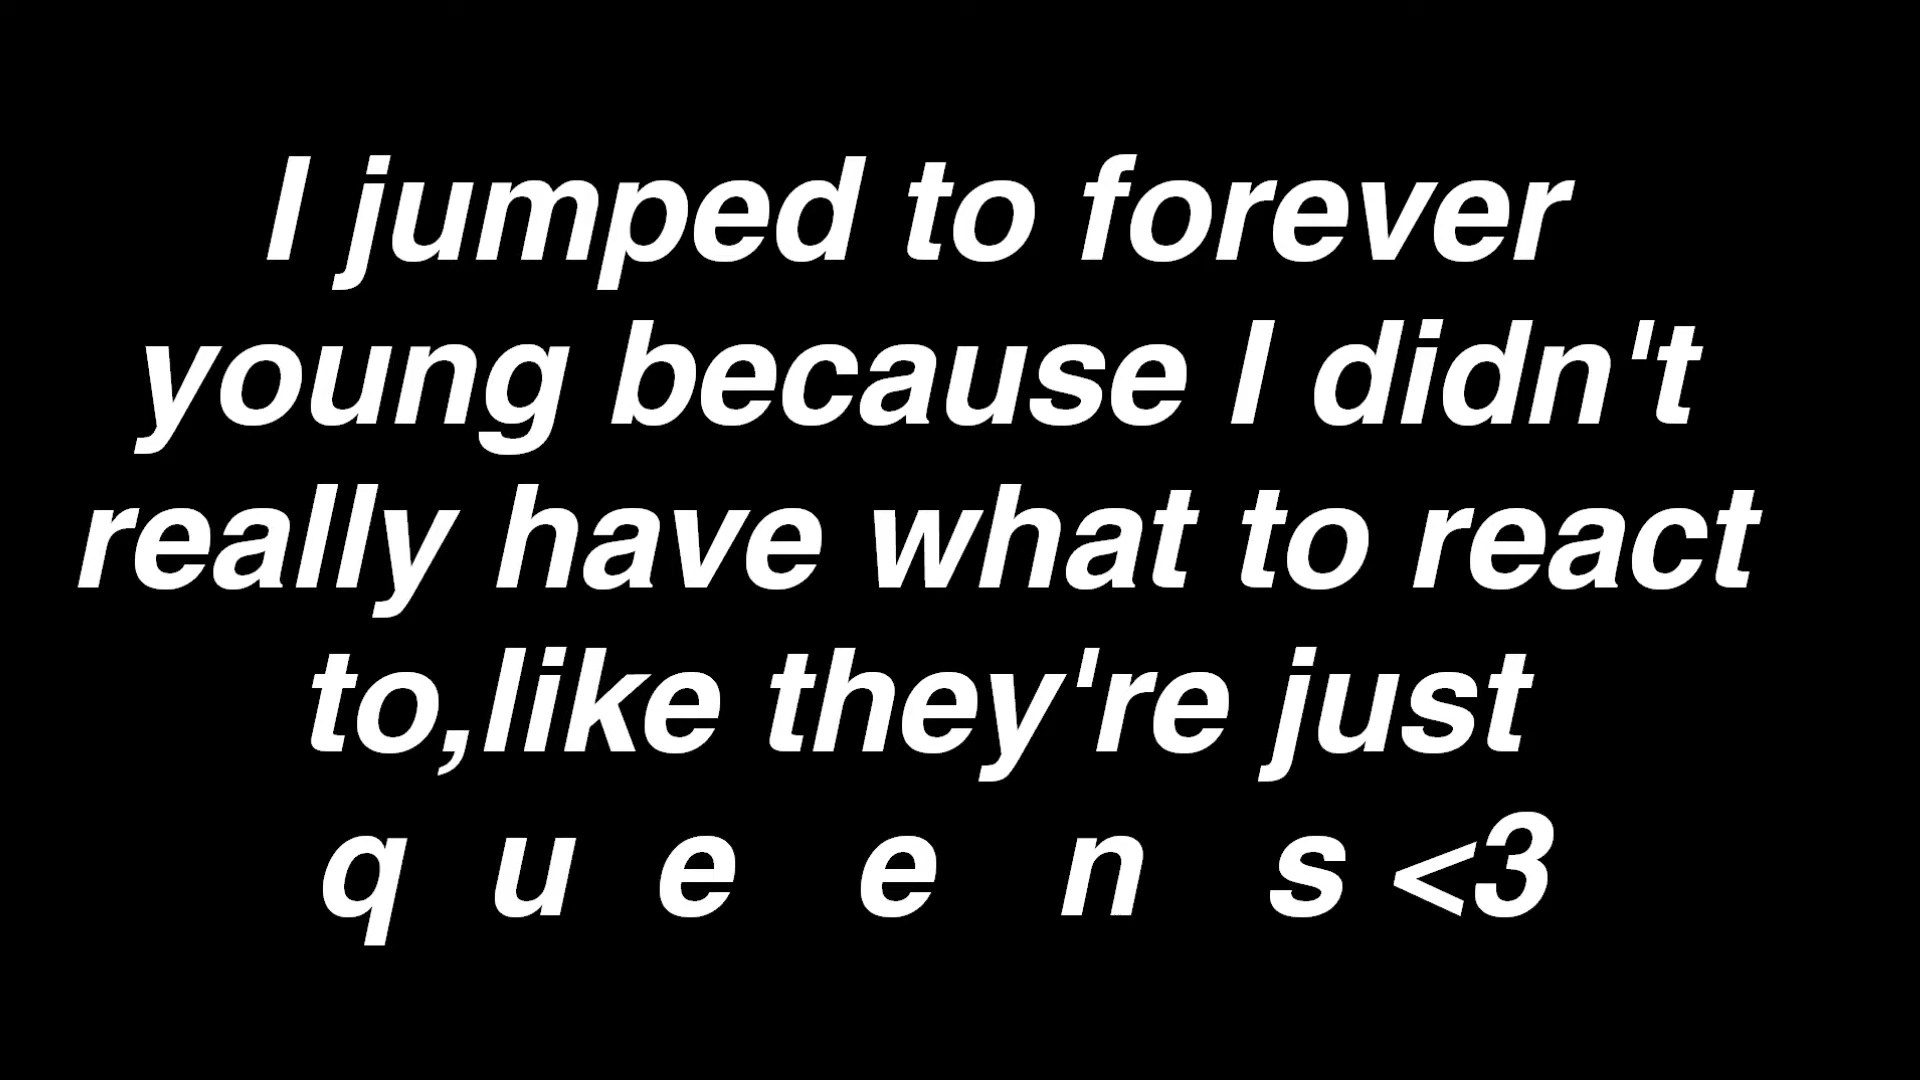 I jumped to forever
young because I didn't
really have what to react
to,like they're just
q u e e n s <3